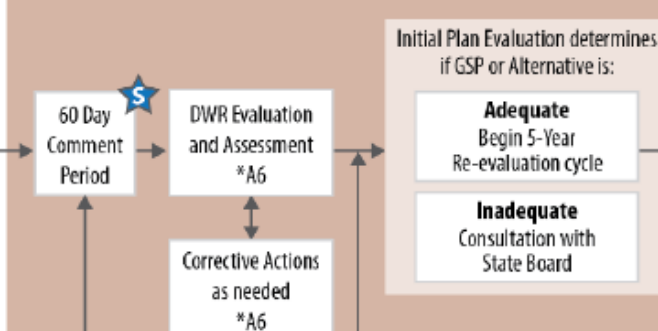 60 Day
Comment
Period
S
DWR Evaluation
and Assessment
*A6
Corrective Actions
as needed
*A6
Initial Plan Evaluation determines
if GSP or Alternative is:
Adequate
Begin 5-Year
Re-evaluation cycle
Inadequate
Consultation with
State Board